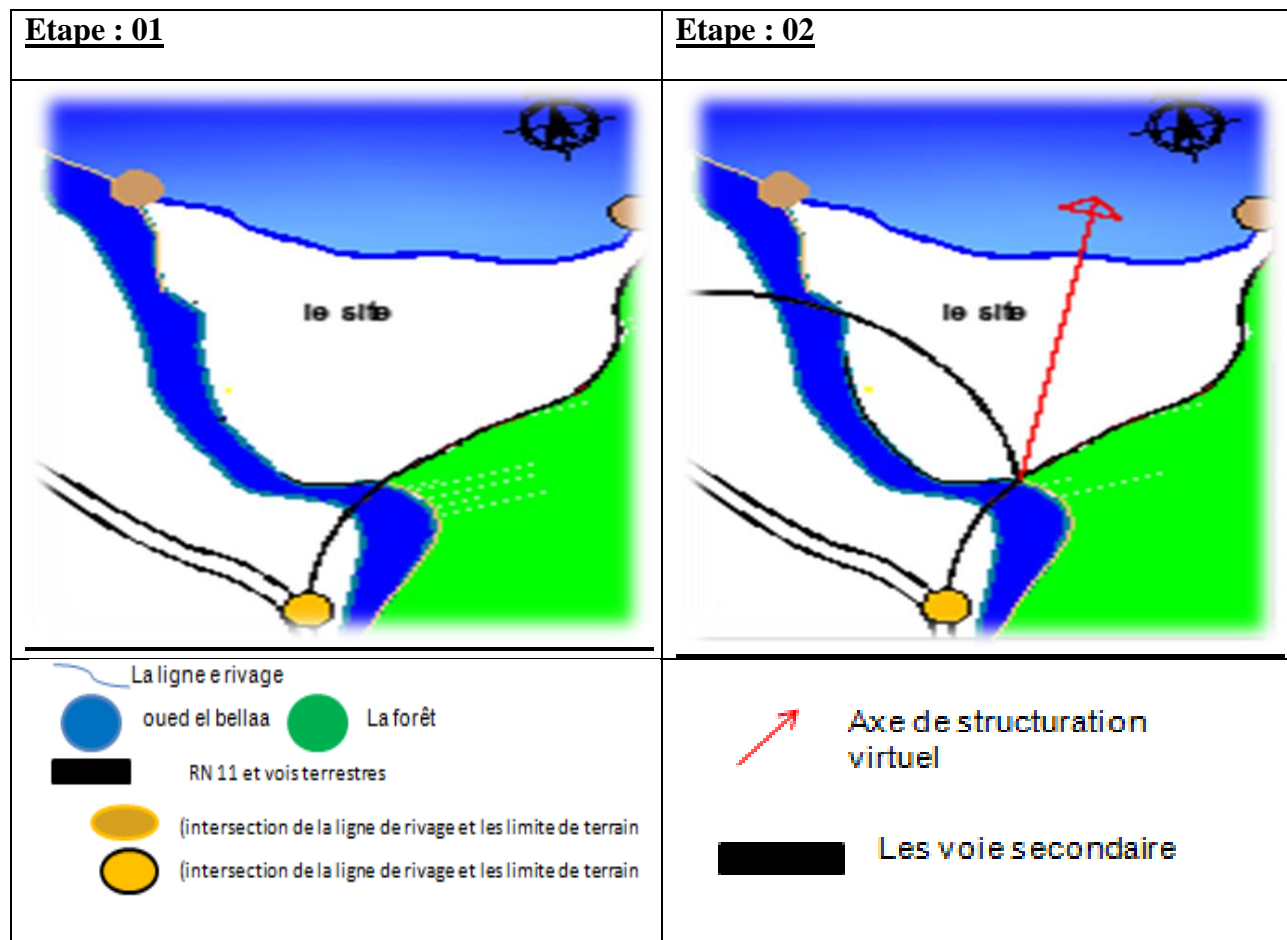 Etape : 01
Etape : 02
le site
le site
La ligne e rivage
oued el bellaa
La forêt
RN 11 et vois terrestres
(intersection de la ligne de rivage et les limite de terrain
(intersection de la ligne de rivage et les limite de terrain
Axe de structuration
virtuel
Les voie secondaire